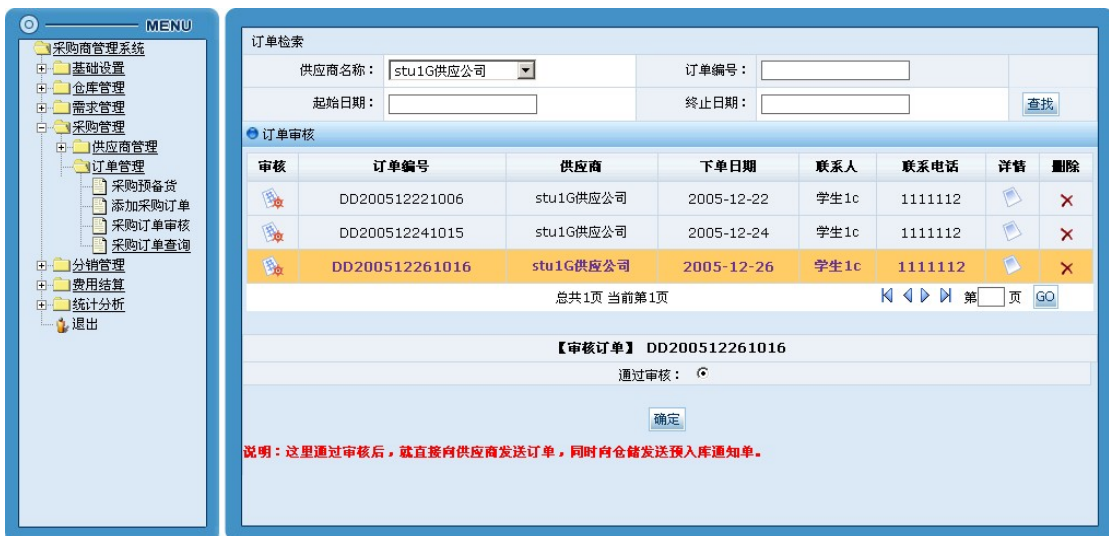 MENU
采购商管理系统
基础设置
仓库管理
需求管理
采购管理
供应商管理
订单管理
采购预备货
添加采购订单
采购订单审核
采购订单查询
分销管理
费用结算
统计分析
退出
订单检索
供应商名称： stu1G供应公司 订单编号：
起始日期： 终止日期： 查找
订单审核
审核 订单编号 供应商 下单日期 联系人 联系电话 详情 删除
DD200512221006 stu1G供应公司 2005-12-22 学生1c 1111112
DD200512241015 stu1G供应公司 2005-12-24 学生1c 1111112
DD200512261016 stu1G供应公司 2005-12-26 学生1c 1111112
总共1页 当前第1页 第 页 GO
【审核订单】 DD200512261016
通过审核：
确定
说明：这里通过审核后，就直接向供应商发送订单，同时向仓储发送预入库通知单。